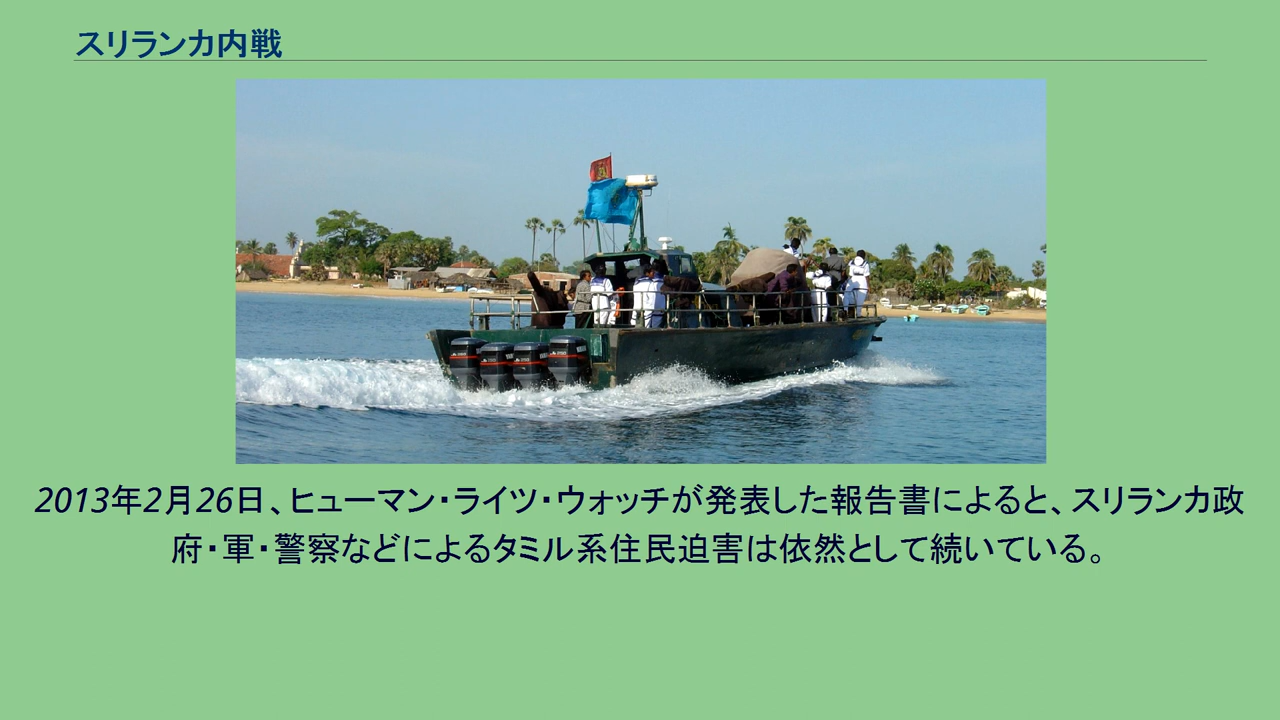 スリランカ内戦
2013年2月26日、ヒューマン・ライツ・ウォッチが発表した報告書によると、スリランカ政
府・軍・警察などによるタミル系住民迫害は依然として続いている。